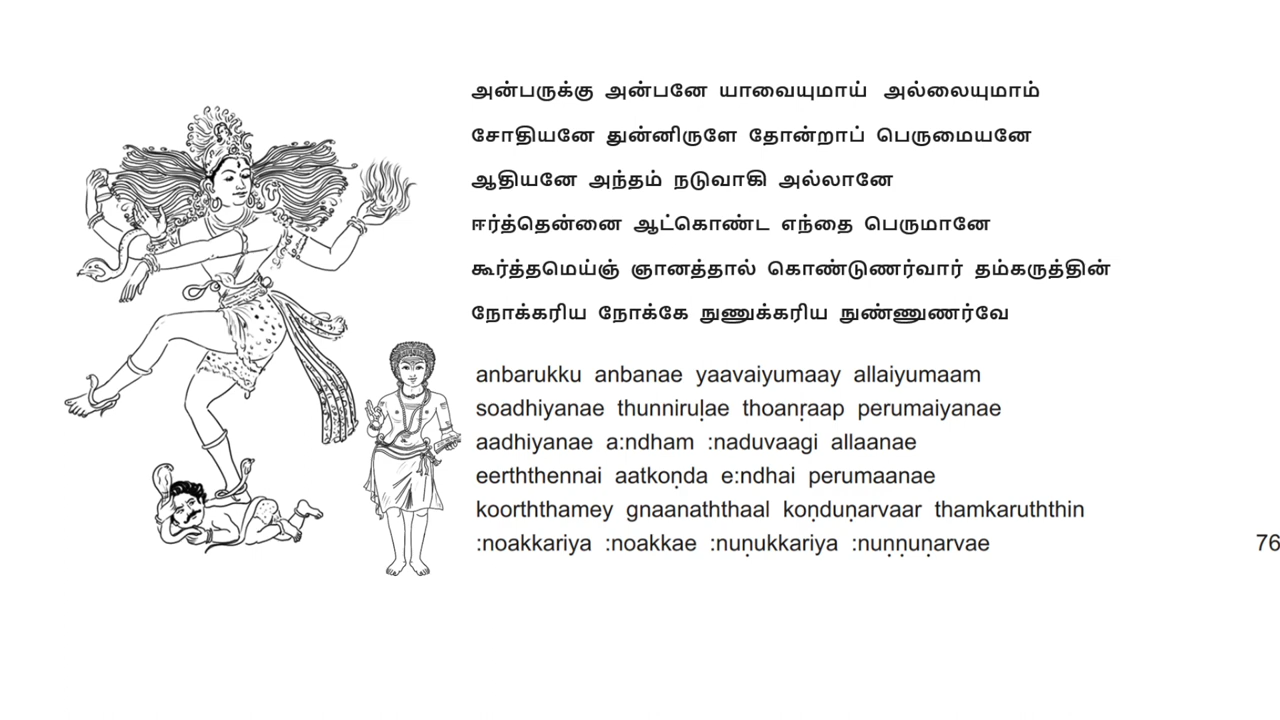 அன்பருக்கு அன்பனே யாவையுமாய் அல்லையுமாம்
சோதியனே துன்னிருளே தோன்றாப் பெருமையனே
ஆதியனே அந்தம் நடுவாகி அல்லானே
ஈர்த்தென்னை ஆட்கொண்ட எந்தை பெருமானே
கூர்த்தமெய்ஞ் ஞானத்தால் கொண்டுணர்வார் தம்கருத்தின்
நோக்கரிய நோக்கே நுணுக்கரிய நுண்ணுணர்வே
anbarukku anbanae yaavaiyumaay allaiyumaam
soadhiyanae thunniruḷae thoanṛaap perumaiyanae
aadhiyanae a:ndham :naduvaagi allaanae
eerththennai aatkoṇda e:ndhai perumaanae
koorththamey gnaanaththaal koṇduṇarvaar thamkaruththin
:noakkariya :noakkae :nuṇukkariya :nuṇṇuṇarvae
76